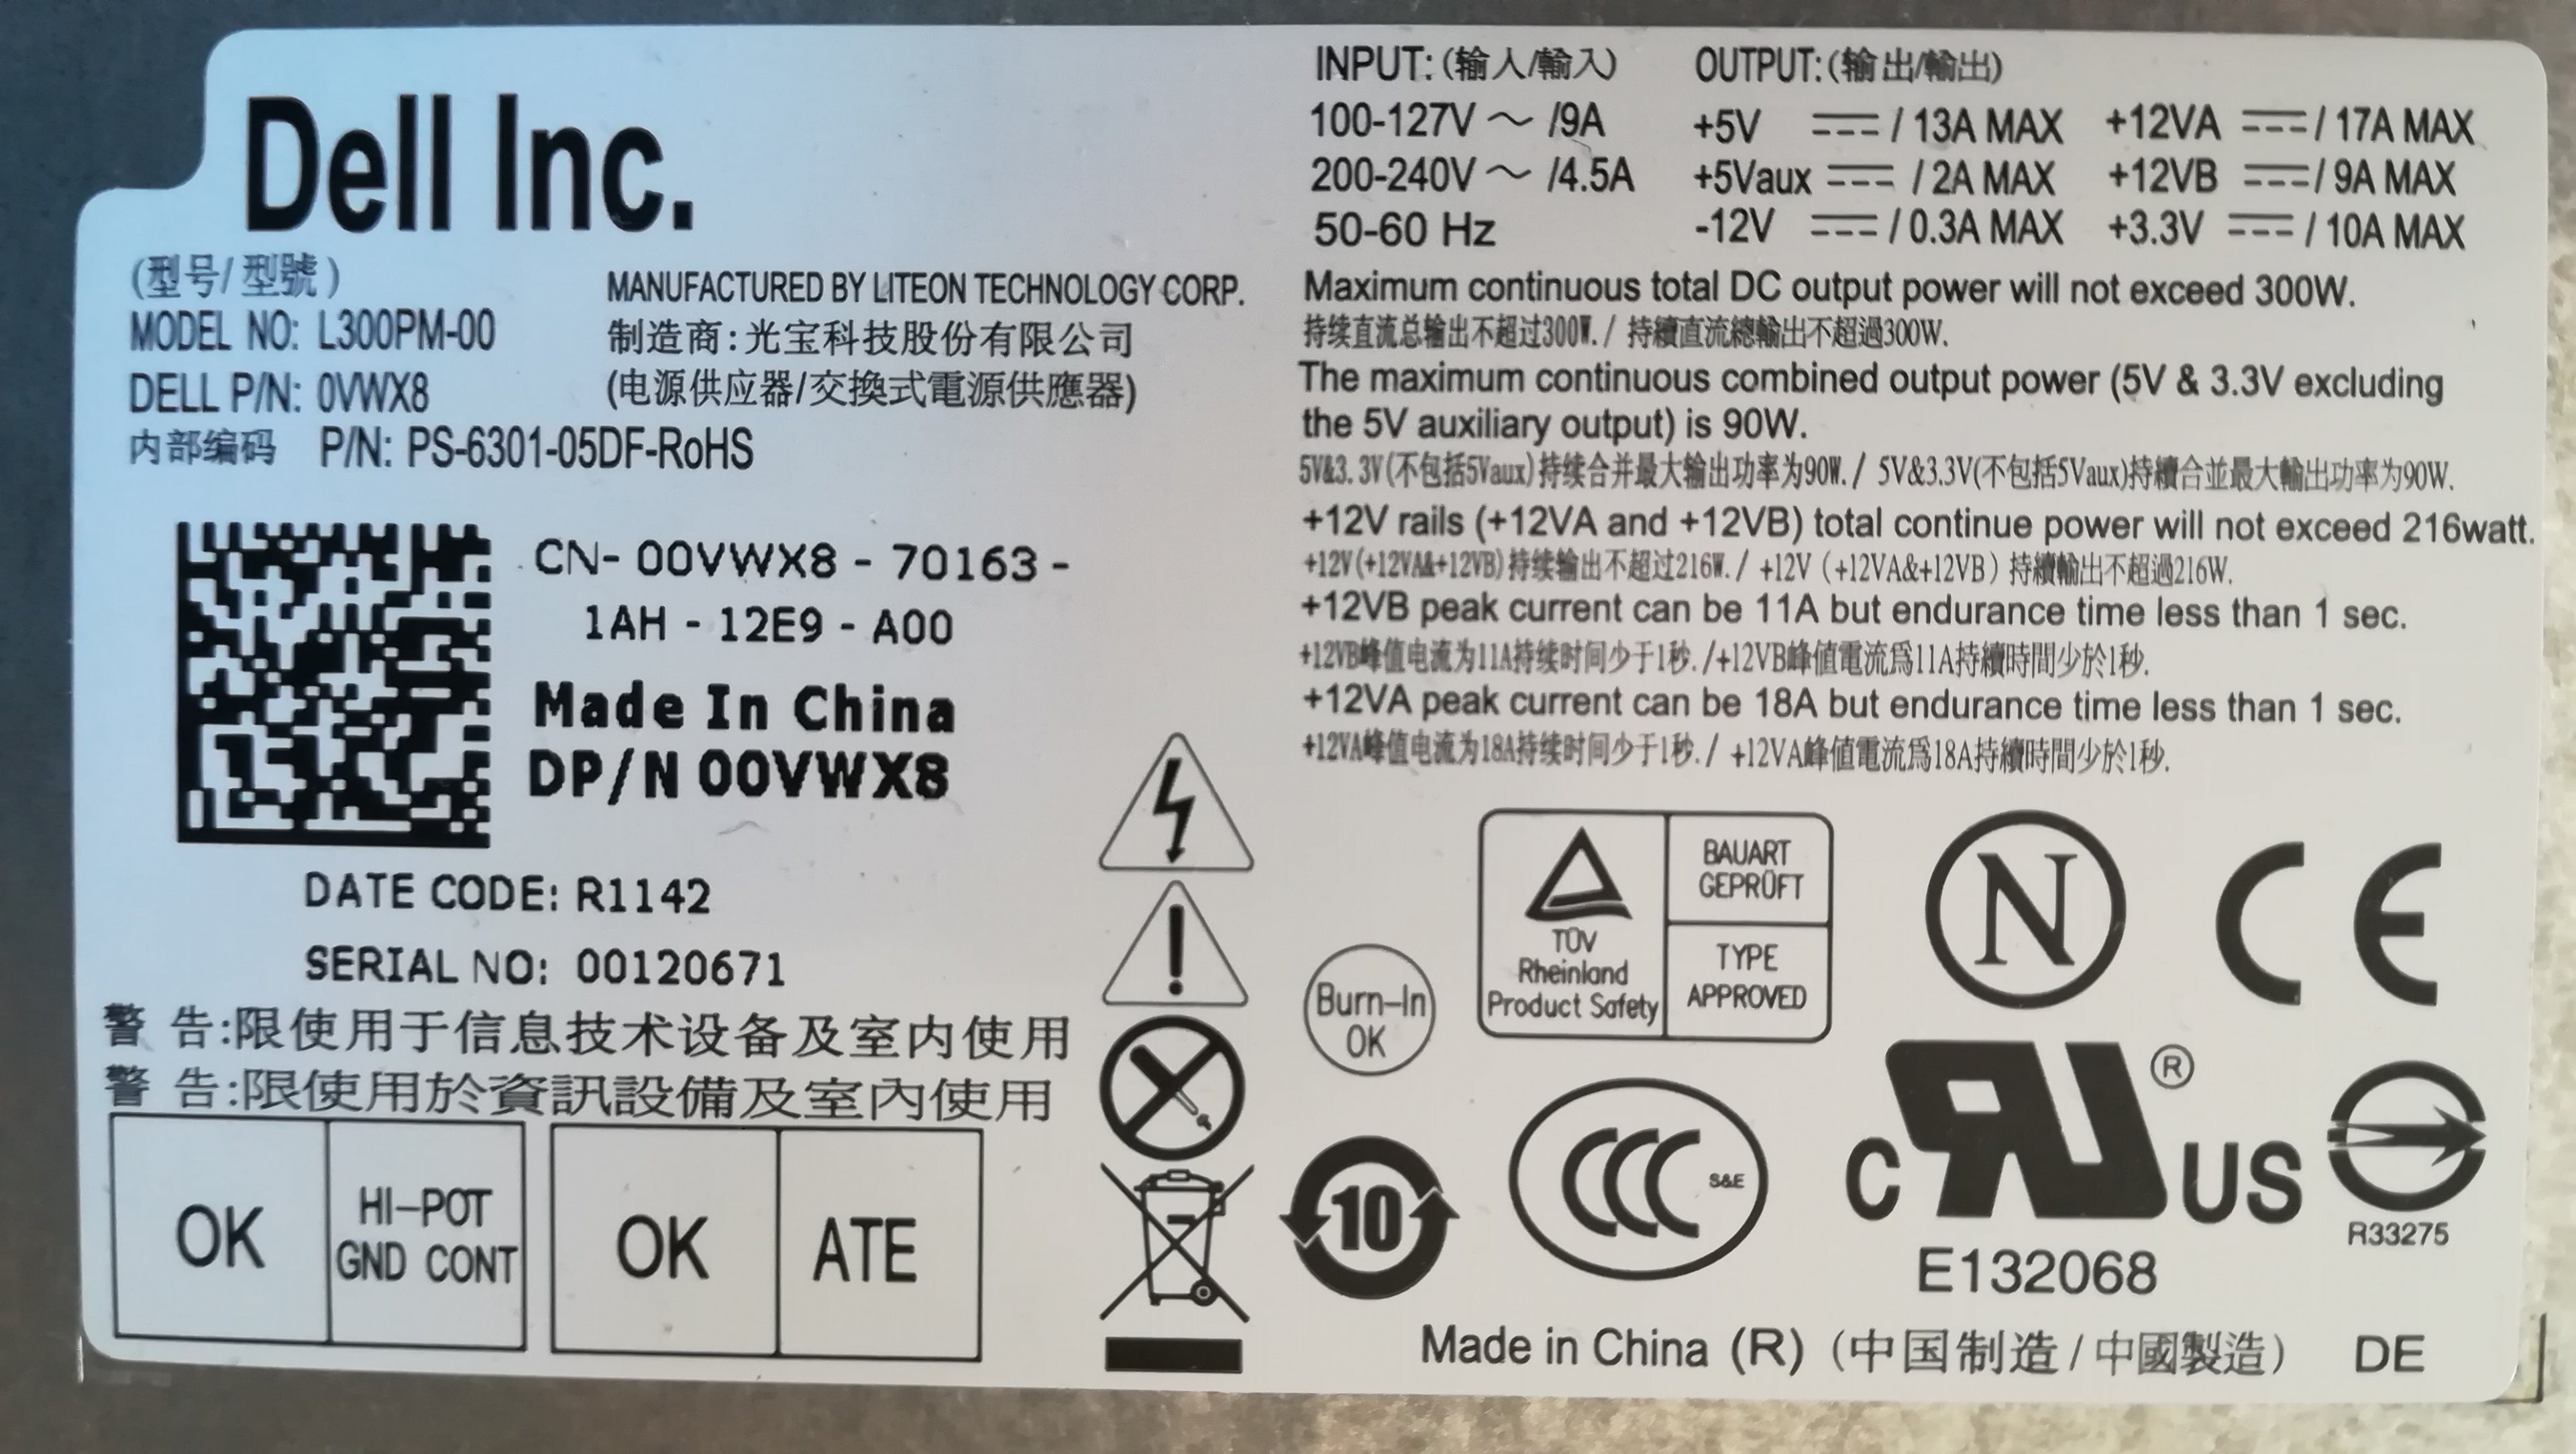 Dell Inc.
(型号/型號)
MODEL NO: L300PM-00
DELL P/N: 0VWX8
内部编码 P/N: PS-6301-05DF-RoHS
MANUFACTURED BY LITEON TECHNOLOGY CORP.
制造商:光宝科技股份有限公司
(电源供应器/交换式電源供應器)
CN- 00VWX8 - 70163 -
1AH - 12E9 - A00
Made In China
DP/N 00VWX8
DATE CODE: R1142
SERIAL NO: 00120671
警 告:限使用于信息技术设备及室内使用
警 告:限使用於資訊設備及室內使用
OK
HI-POT
GND CONT
OK
ATE
INPUT:(输入/輸入)
100-127V ～ /9A
200-240V ～ /4.5A
50-60 Hz
OUTPUT:(输出/輸出)
+5V ⎓ / 13A MAX +12VA ⎓ / 17A MAX
+5Vaux ⎓ / 2A MAX +12VB ⎓ / 9A MAX
-12V ⎓ / 0.3A MAX +3.3V ⎓ / 10A MAX
Maximum continuous total DC output power will not exceed 300W.
持续直流总输出不超过300W. / 持續直流總輸出不超過300W.
The maximum continuous combined output power (5V & 3.3V excluding
the 5V auxiliary output) is 90W.
5V&3.3V(不包括5Vaux)持续合并最大输出功率为90W. / 5V&3.3V(不包括5Vaux)持續合並最大輸出功率为90W.
+12V rails (+12VA and +12VB) total continue power will not exceed 216watt.
+12V(+12VA&+12VB)持续输出不超过216W. / +12V (+12VA&+12VB) 持續輸出不超過216W.
+12VB peak current can be 11A but endurance time less than 1 sec.
+12VB峰值电流为11A持续时间少于1秒. /+12VB峰值電流爲11A持續時間少於1秒.
+12VA peak current can be 18A but endurance time less than 1 sec.
+12VA峰值电流为18A持续时间少于1秒. / +12VA峰值電流爲18A持續時間少於1秒.
Burn-In
OK
TÜV
Rheinland
Product Safety
BAUART
GEPRÜFT
TYPE
APPROVED
N
CE
10
CCC
S&E
C UR US ®
E132068
R33275
Made in China (R) (中国制造/中國製造) DE